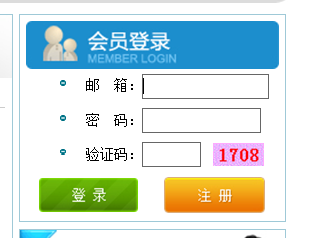 会员登录
MEMBER LOGIN
邮 箱：
密 码：
验证码： 1708
登 录 注 册